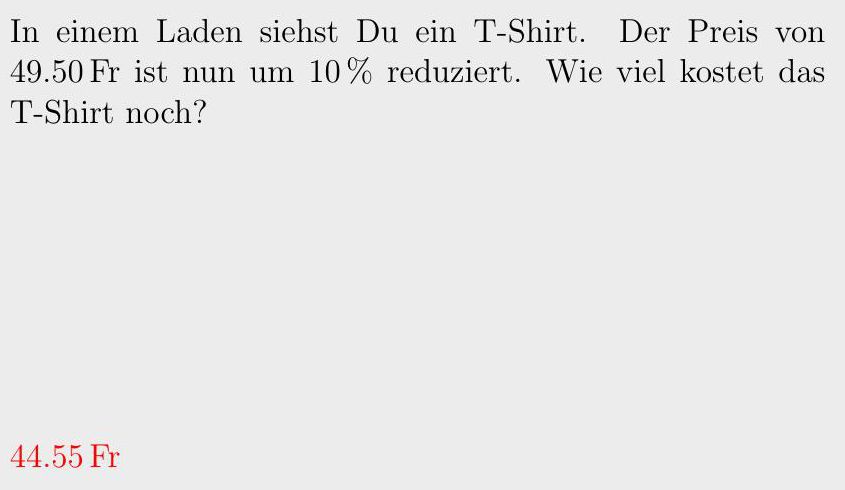 In einem Laden siehst Du ein T-Shirt. Der Preis von
49.50 Fr ist nun um 10 % reduziert. Wie viel kostet das
T-Shirt noch?
44.55 Fr